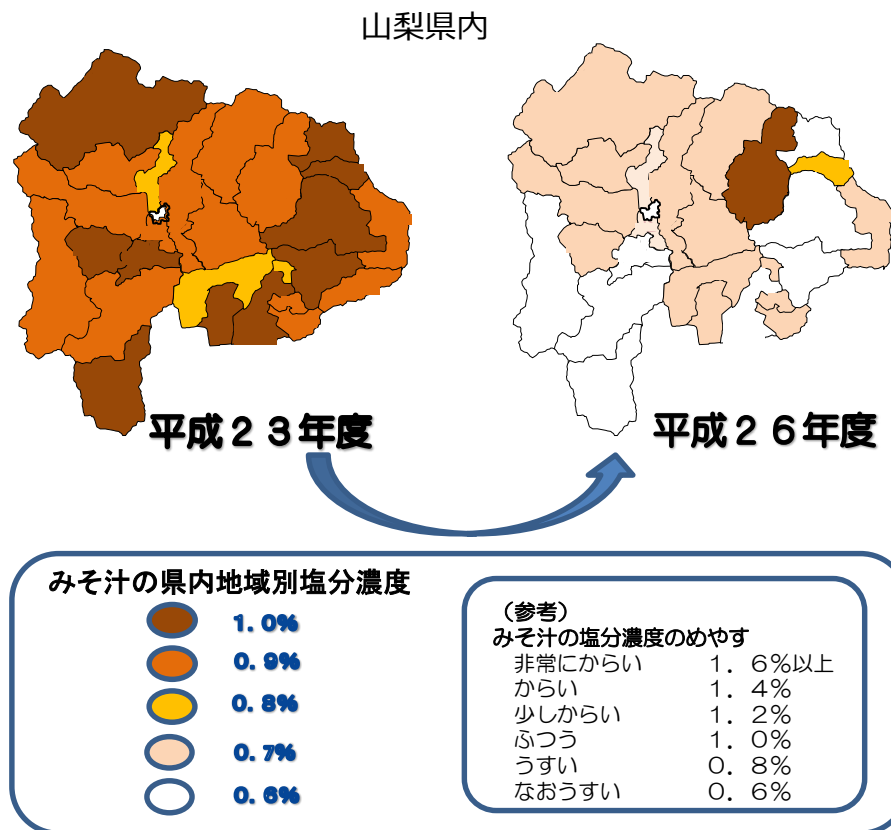 山梨県内
平成２３年度
平成２６年度
みそ汁の県内地域別塩分濃度
１．０％
０．９％
０．８％
０．７％
０．６％
（参考）
みそ汁の塩分濃度のめやす
非常にからい　１．６％以上
からい　１．４％
少しからい　１．２％
ふつう　１．０％
うすい　０．８％
なおうすい　０．６％